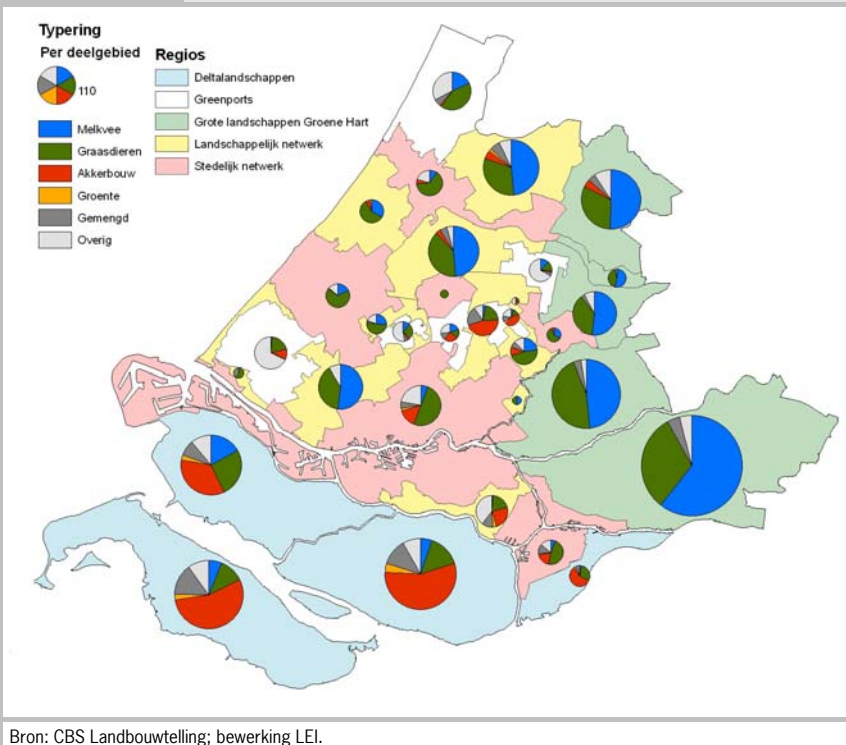 Typering
Per deelgebied
110
Melkvee
Graasdieren
Akkerbouw
Groente
Gemengd
Overig
Regios
Deltalandschappen
Greenports
Grote landschappen Groene Hart
Landschappelijk netwerk
Stedelijk netwerk
Bron: CBS Landbouwtelling; bewerking LEI.